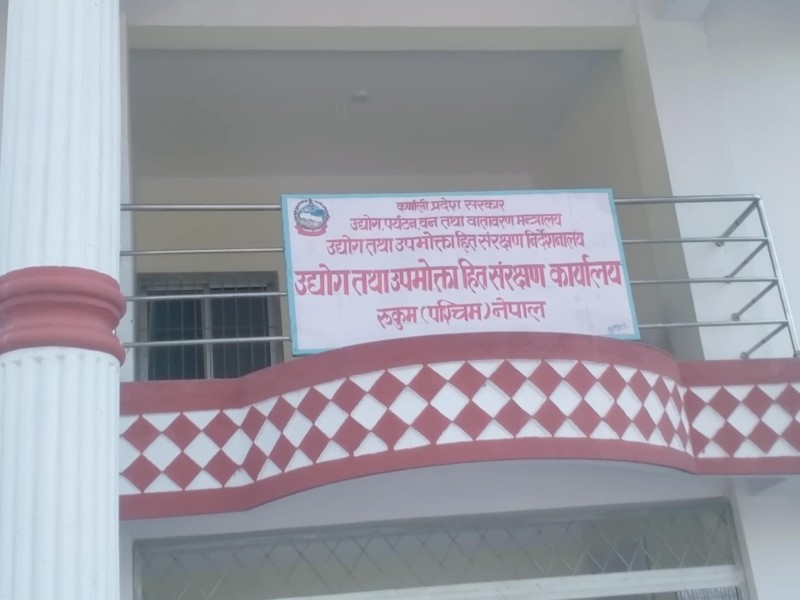 कर्णाली प्रदेश सरकार
उद्योग, पर्यटन, वन तथा वातावरण मन्त्रालय
उद्योग तथा उपभोक्ता हित संरक्षण निर्देशनालय
उद्योग तथा उपभोक्ता हित संरक्षण कार्यालय
रुकुम (पश्चिम) नेपाल